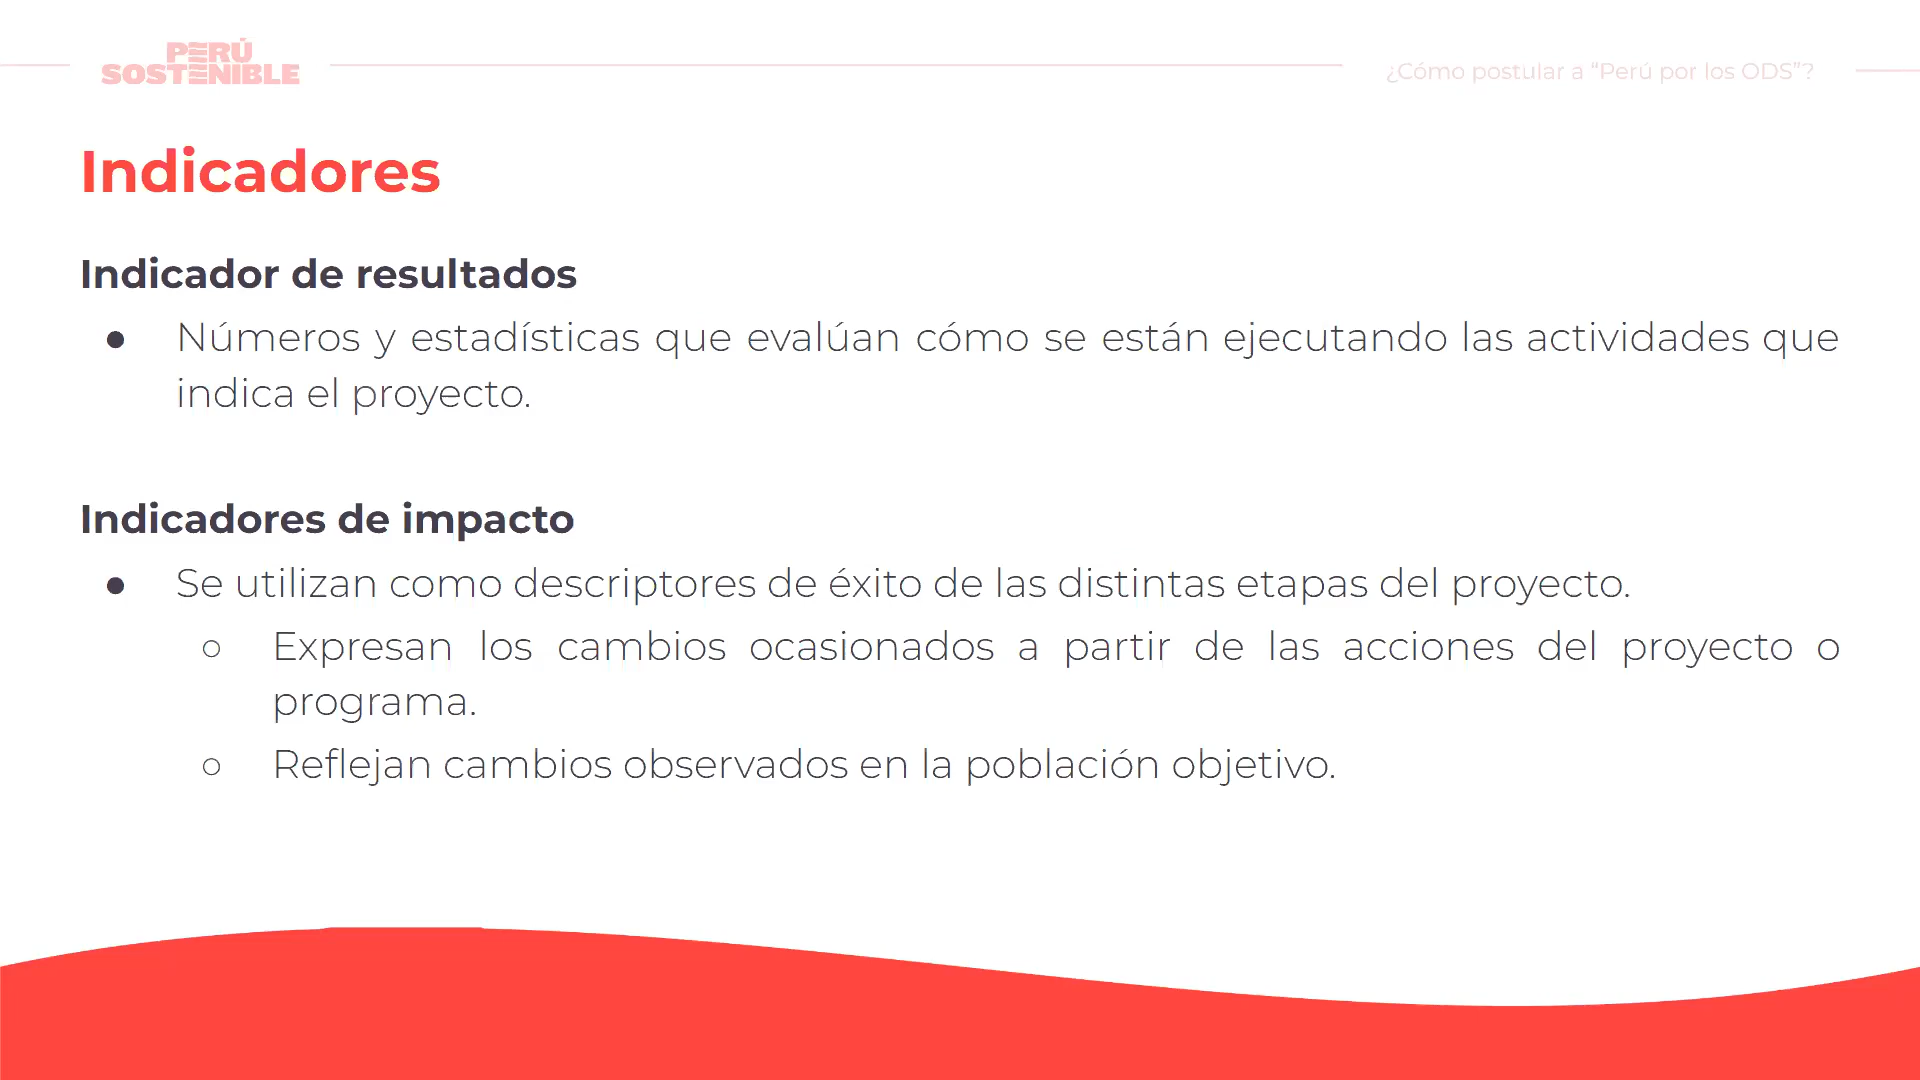 PERÚ
SOSTENIBLE
¿Cómo postular a “Perú por los ODS”?
Indicadores
Indicador de resultados
● Números y estadísticas que evalúan cómo se están ejecutando las actividades que
indica el proyecto.
Indicadores de impacto
● Se utilizan como descriptores de éxito de las distintas etapas del proyecto.
○ Expresan los cambios ocasionados a partir de las acciones del proyecto o
programa.
○ Reflejan cambios observados en la población objetivo.